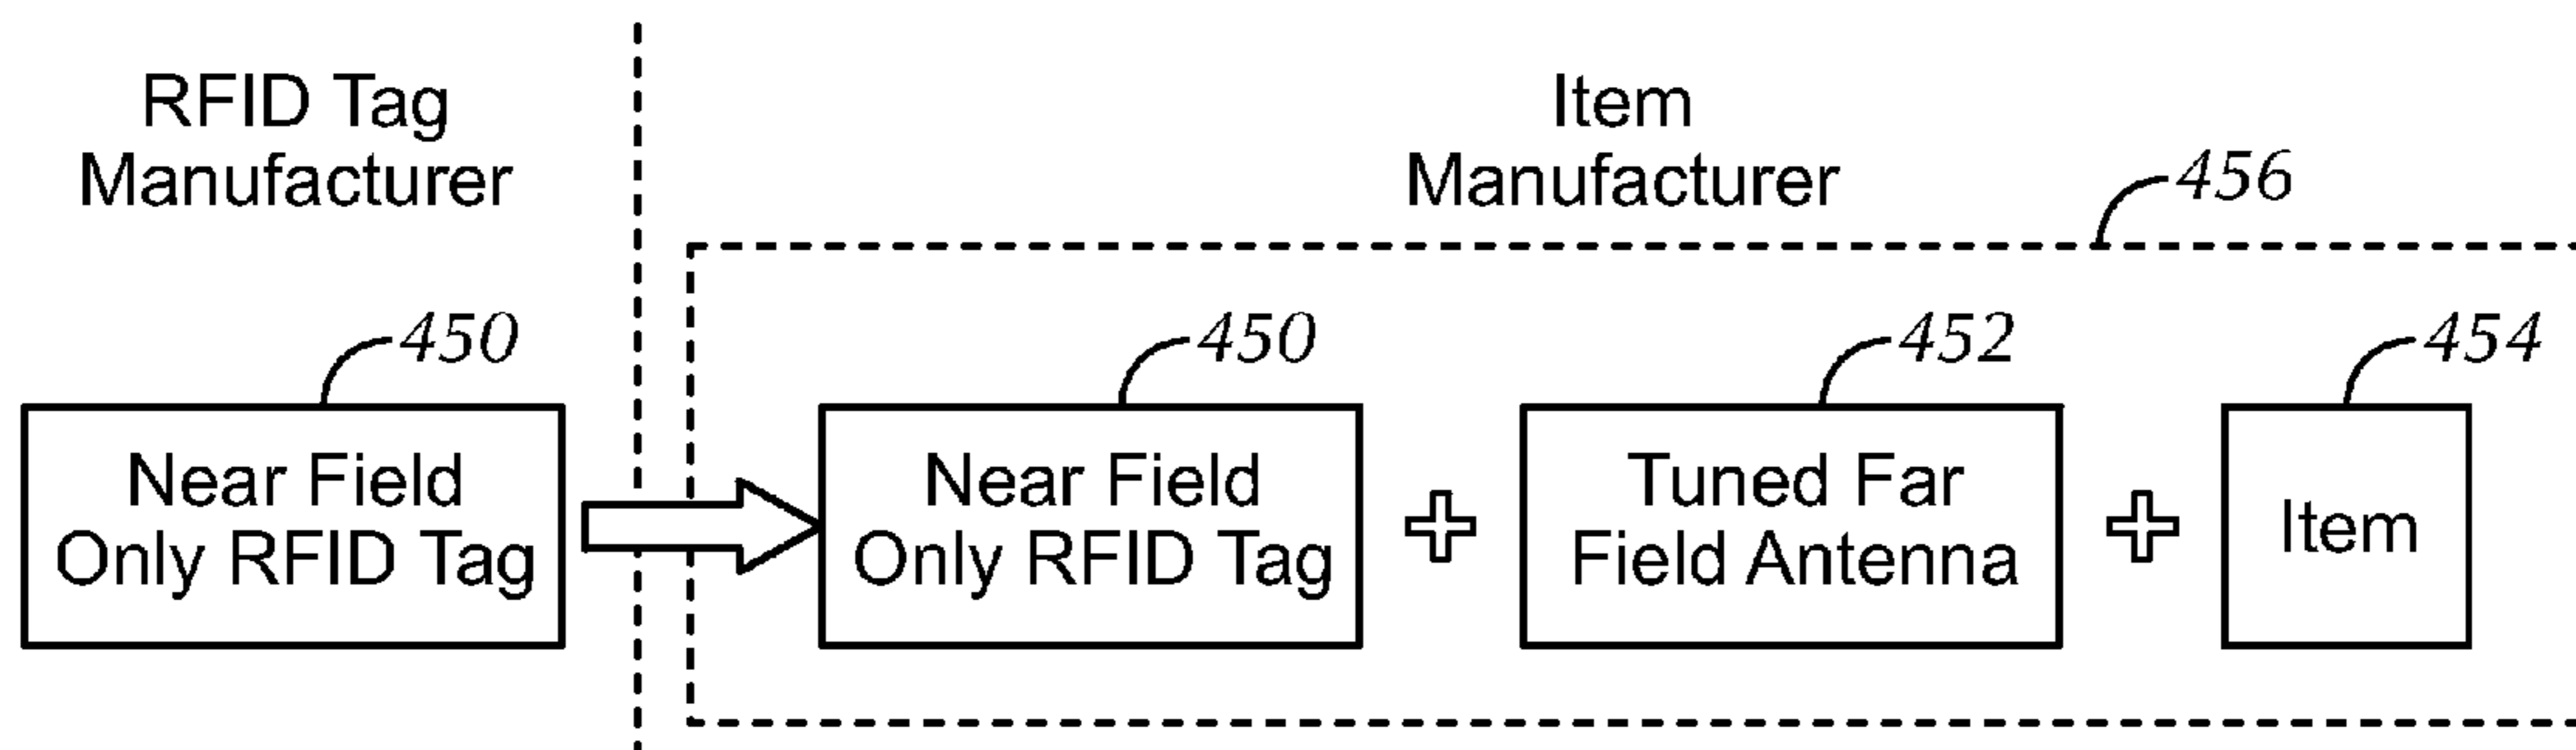 RFID Tag
Manufacturer
Item
Manufacturer
456
450
450
452
454
Near Field
Only RFID Tag
Near Field
Only RFID Tag
Tuned Far
Field Antenna
Item